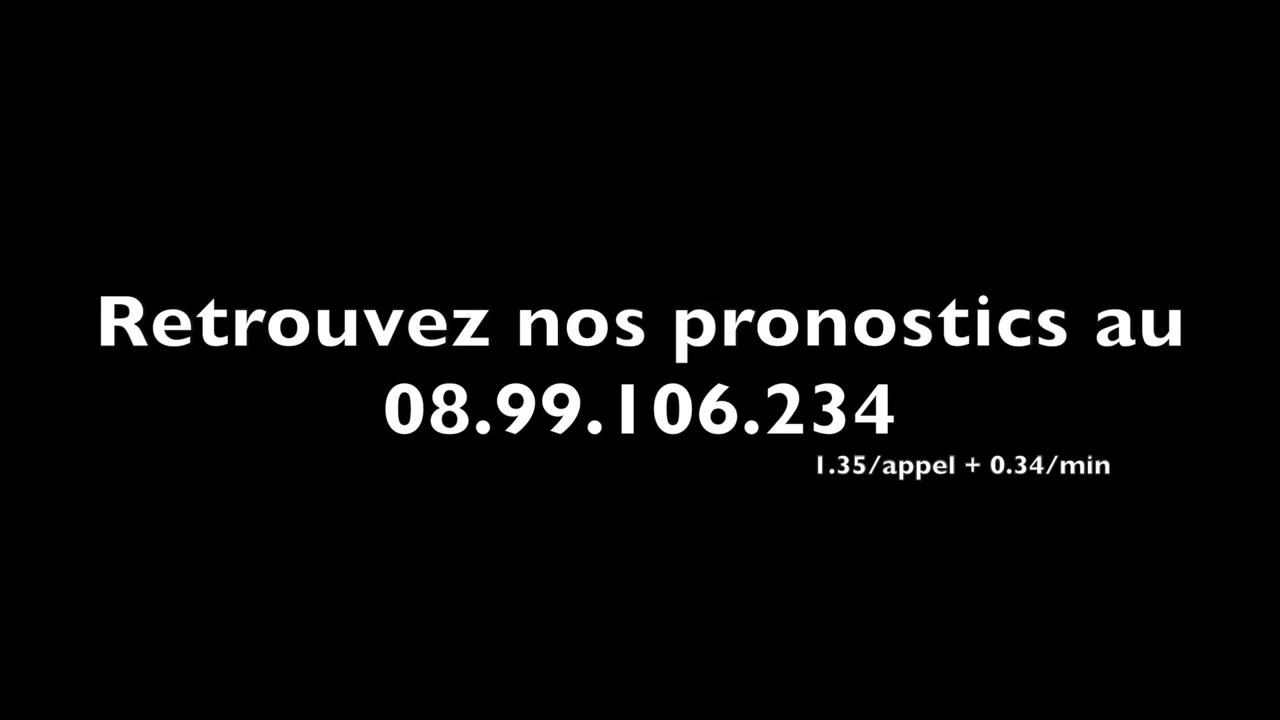 Retrouvez nos pronostics au
08.99.106.234
1.35/appel + 0.34/min